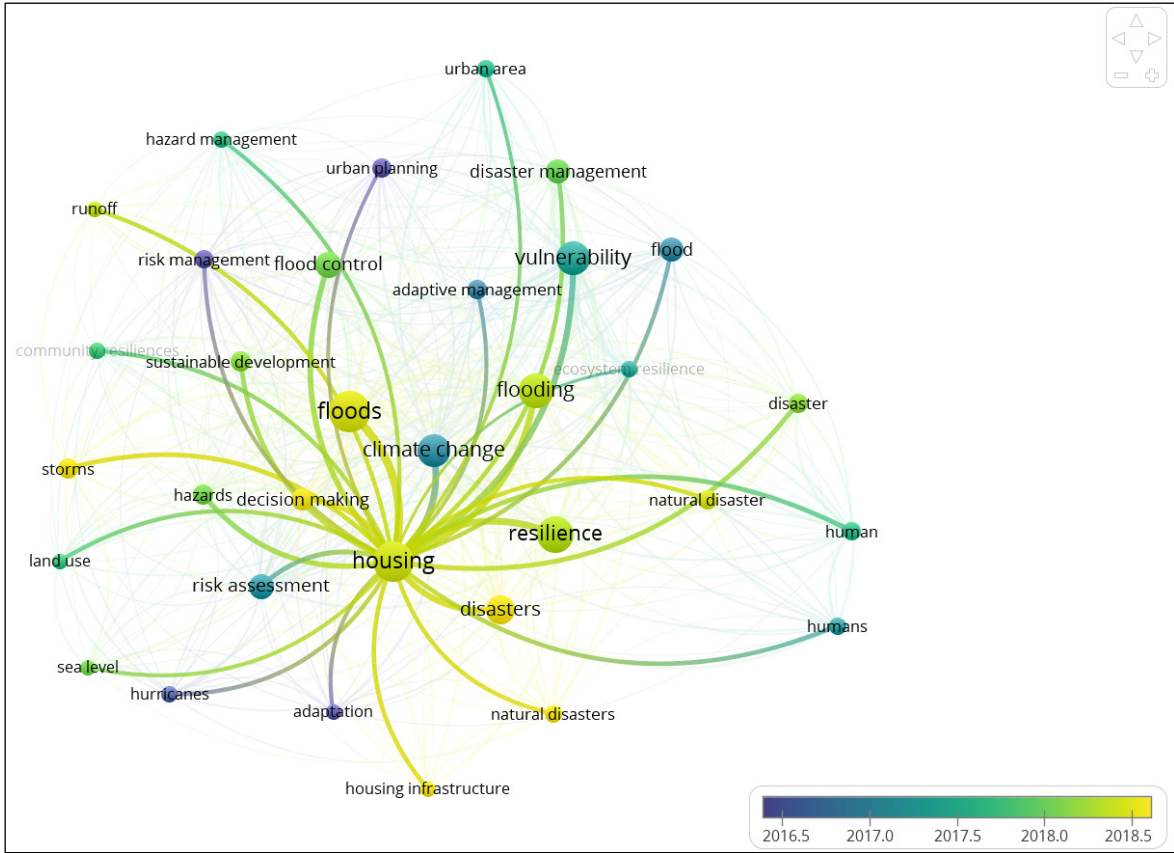 urban area
hazard management
urban planning
disaster management
runoff
risk management
flood control
vulnerability
flood
adaptive management
community resiliences
sustainable development
ecosystem resilience
flooding
disaster
floods
climate change
storms
hazards
decision making
natural disaster
resilience
human
housing
land use
risk assessment
disasters
humans
sea level
hurricanes
adaptation
natural disasters
housing infrastructure
2016.5 2017.0 2017.5 2018.0 2018.5